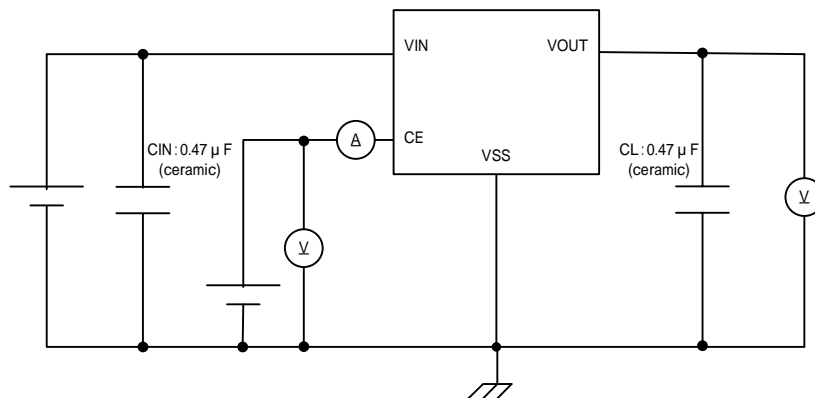 VIN
VOUT
CE
VSS
CIN : 0.47 μ F
(ceramic)
A
CL : 0.47 μ F
(ceramic)
V
V